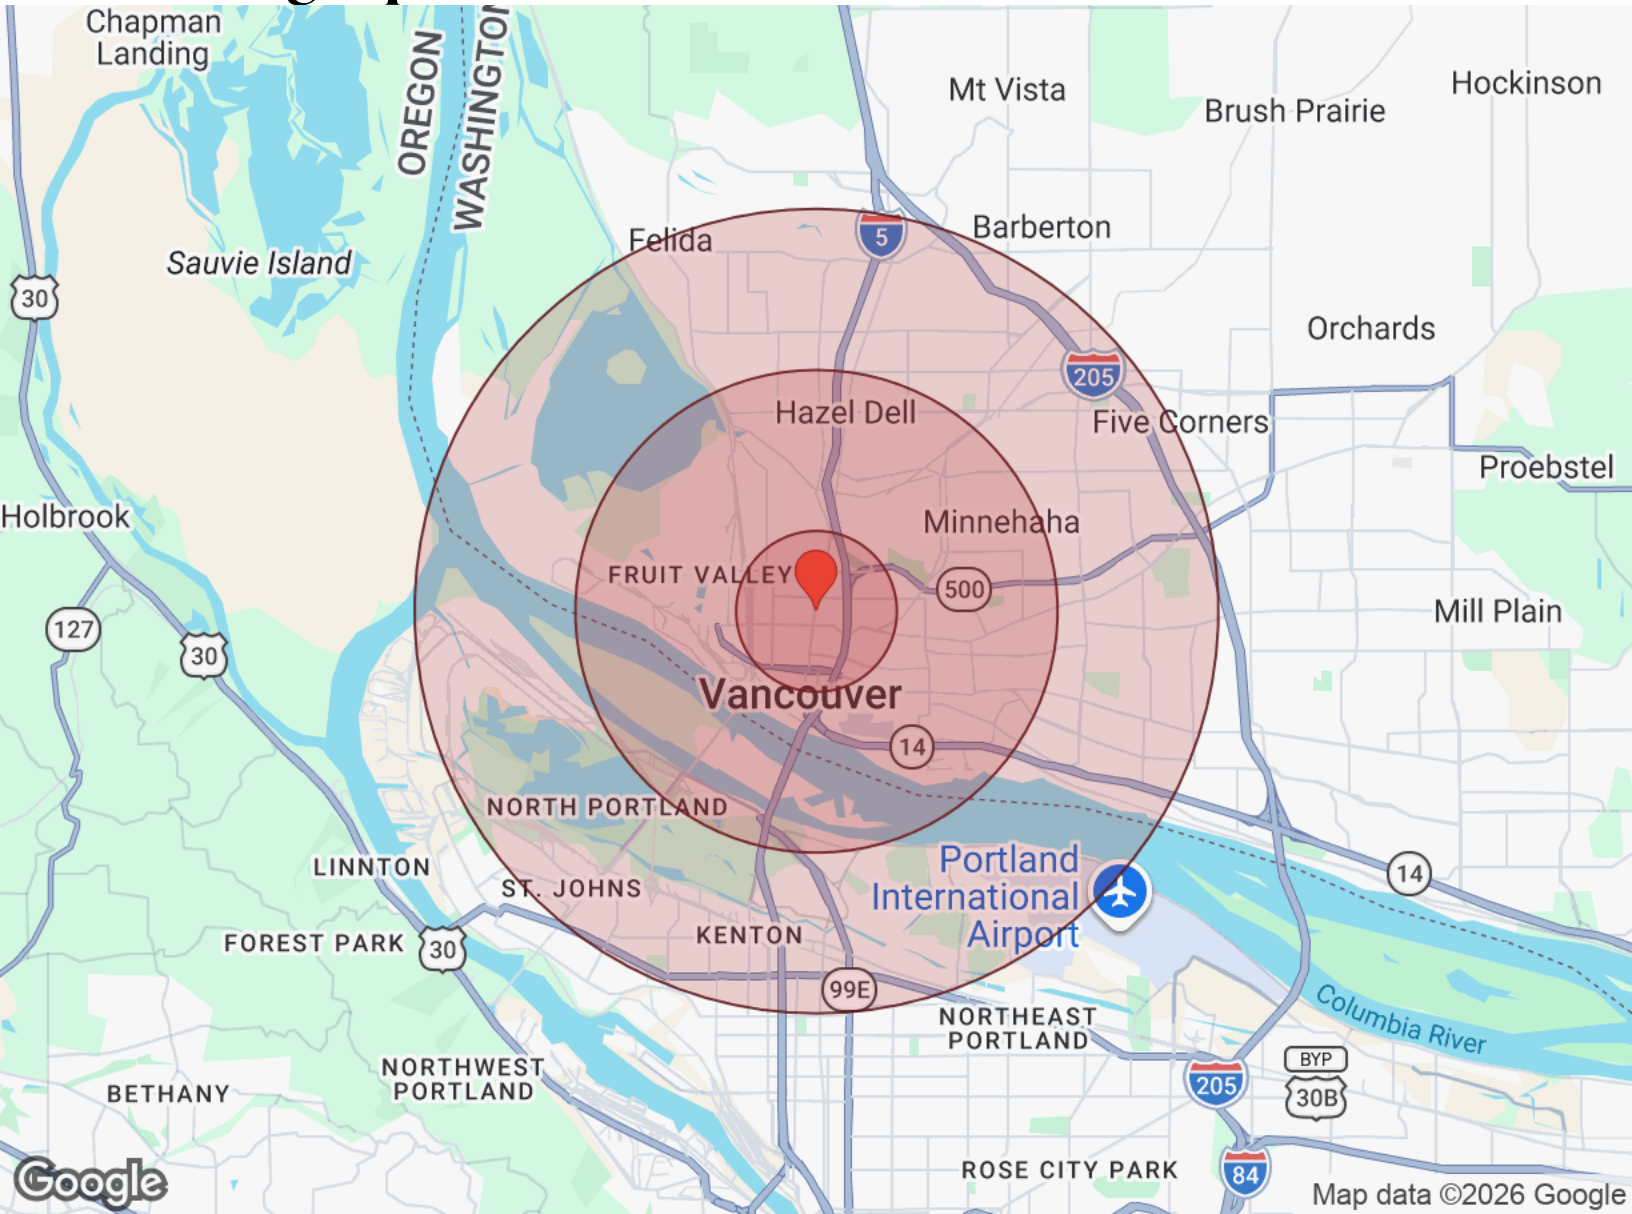 Chapman
Landing
OREGON
WASHINGTON
Mt Vista
Hockinson
Brush Prairie
Felida
5
Barberton
Sauvie Island
30
Orchards
205
Hazel Dell
Five Corners
Proebstel
Holbrook
Minnehaha
FRUIT VALLEY
500
Mill Plain
127
30
Vancouver
14
NORTH PORTLAND
LINNTON
ST. JOHNS
Portland
International
Airport
14
FOREST PARK
30
KENTON
99E
NORTHEAST
PORTLAND
Columbia River
NORTHWEST
PORTLAND
BETHANY
BYP
30B
205
ROSE CITY PARK
84
Google
Map data ©2026 Google